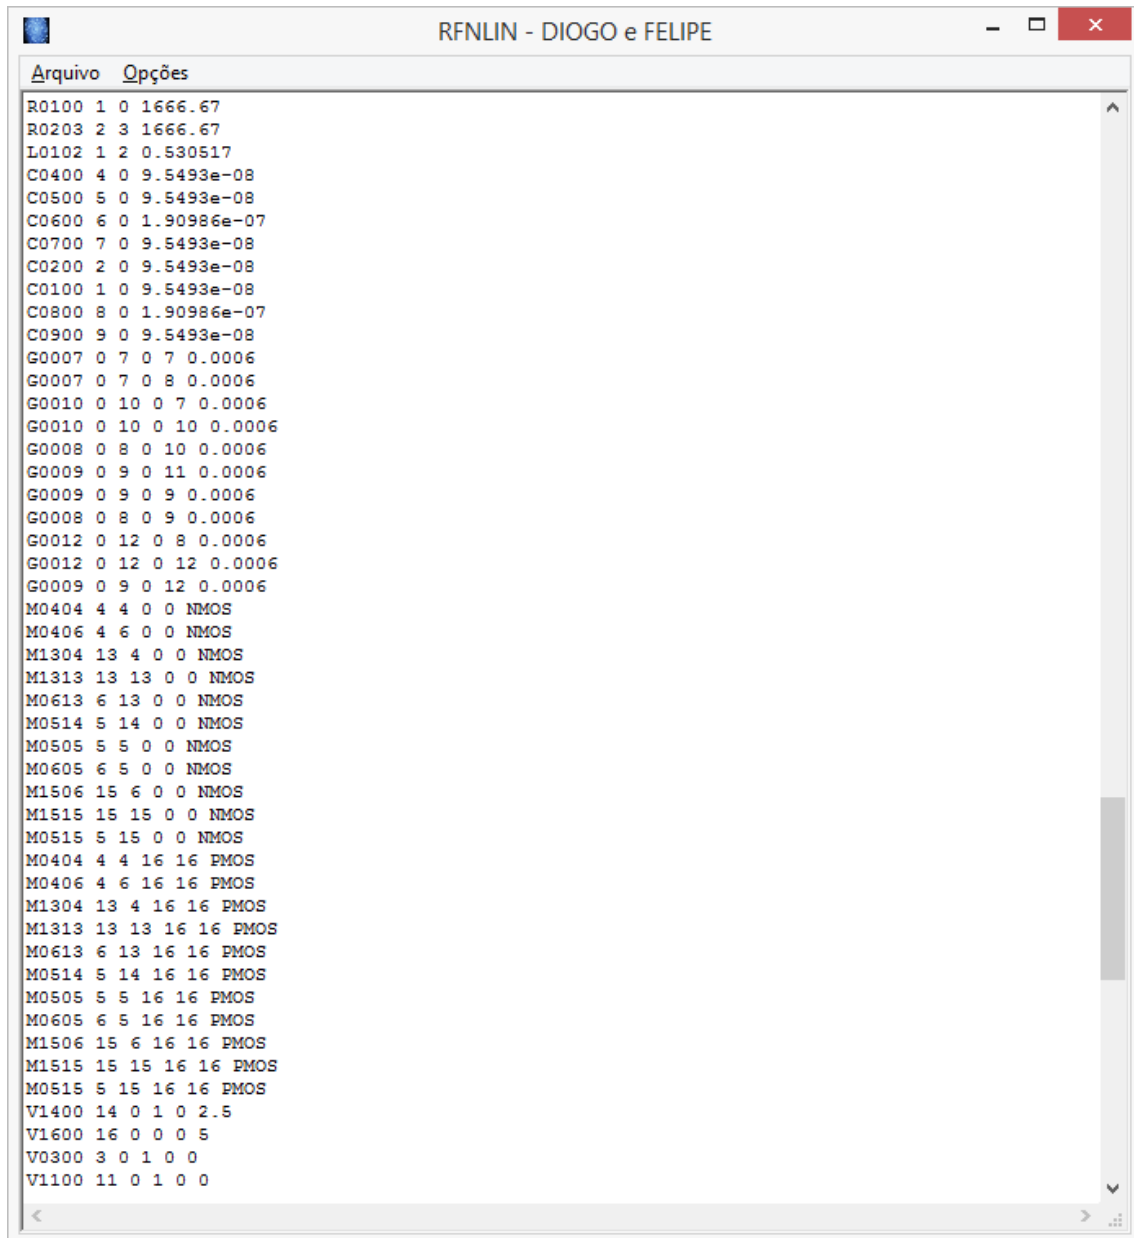 RFNLIN - DIOGO e FELIPE
Arquivo Opções
R0100 1 0 1666.67
R0203 2 3 1666.67
L0102 1 2 0.530517
C0400 4 0 9.5493e-08
C0500 5 0 9.5493e-08
C0600 6 0 1.90986e-07
C0700 7 0 9.5493e-08
C0200 2 0 9.5493e-08
C0100 1 0 9.5493e-08
C0800 8 0 1.90986e-07
C0900 9 0 9.5493e-08
G0007 0 7 0 7 0.0006
G0007 0 7 0 8 0.0006
G0010 0 10 0 7 0.0006
G0010 0 10 0 10 0.0006
G0008 0 8 0 10 0.0006
G0009 0 9 0 11 0.0006
G0009 0 9 0 9 0.0006
G0008 0 8 0 9 0.0006
G0012 0 12 0 8 0.0006
G0012 0 12 0 12 0.0006
G0009 0 9 0 12 0.0006
M0404 4 4 0 0 NMOS
M0406 4 6 0 0 NMOS
M1304 13 4 0 0 NMOS
M1313 13 13 0 0 NMOS
M0613 6 13 0 0 NMOS
M0514 5 14 0 0 NMOS
M0505 5 5 0 0 NMOS
M0605 6 5 0 0 NMOS
M1506 15 6 0 0 NMOS
M1515 15 15 0 0 NMOS
M0515 5 15 0 0 NMOS
M0404 4 4 16 16 PMOS
M0406 4 6 16 16 PMOS
M1304 13 4 16 16 PMOS
M1313 13 13 16 16 PMOS
M0613 6 13 16 16 PMOS
M0514 5 14 16 16 PMOS
M0505 5 5 16 16 PMOS
M0605 6 5 16 16 PMOS
M1506 15 6 16 16 PMOS
M1515 15 15 16 16 PMOS
M0515 5 15 16 16 PMOS
V1400 14 0 1 0 2.5
V1600 16 0 0 0 5
V0300 3 0 1 0 0
V1100 11 0 1 0 0